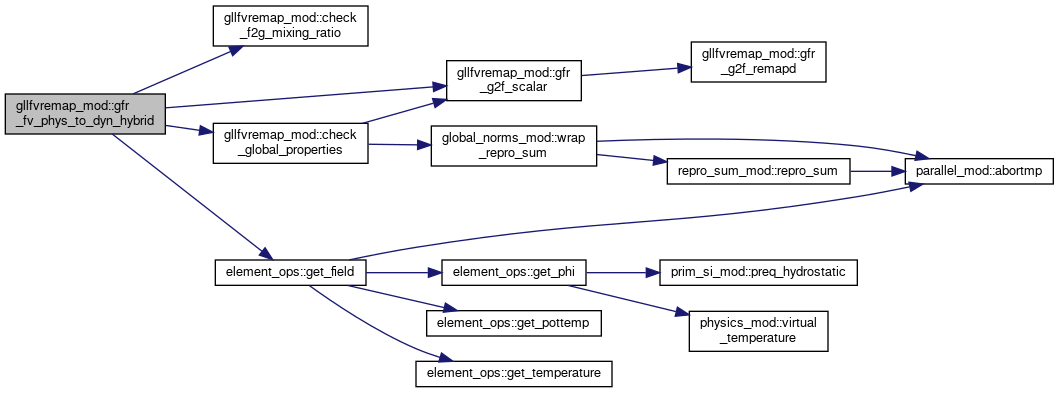 gllfvremap_mod::check
_f2g_mixing_ratio
gllfvremap_mod::gfr
_g2f_remapd
gllfvremap_mod::gfr
_g2f_scalar
gllfvremap_mod::gfr
_fv_phys_to_dyn_hybrid
gllfvremap_mod::check
_global_properties
global_norms_mod::wrap
_repro_sum
repro_sum_mod::repro_sum
parallel_mod::abortmp
element_ops::get_field
element_ops::get_phi
prim_si_mod::preq_hydrostatic
element_ops::get_pottemp
physics_mod::virtual
_temperature
element_ops::get_temperature